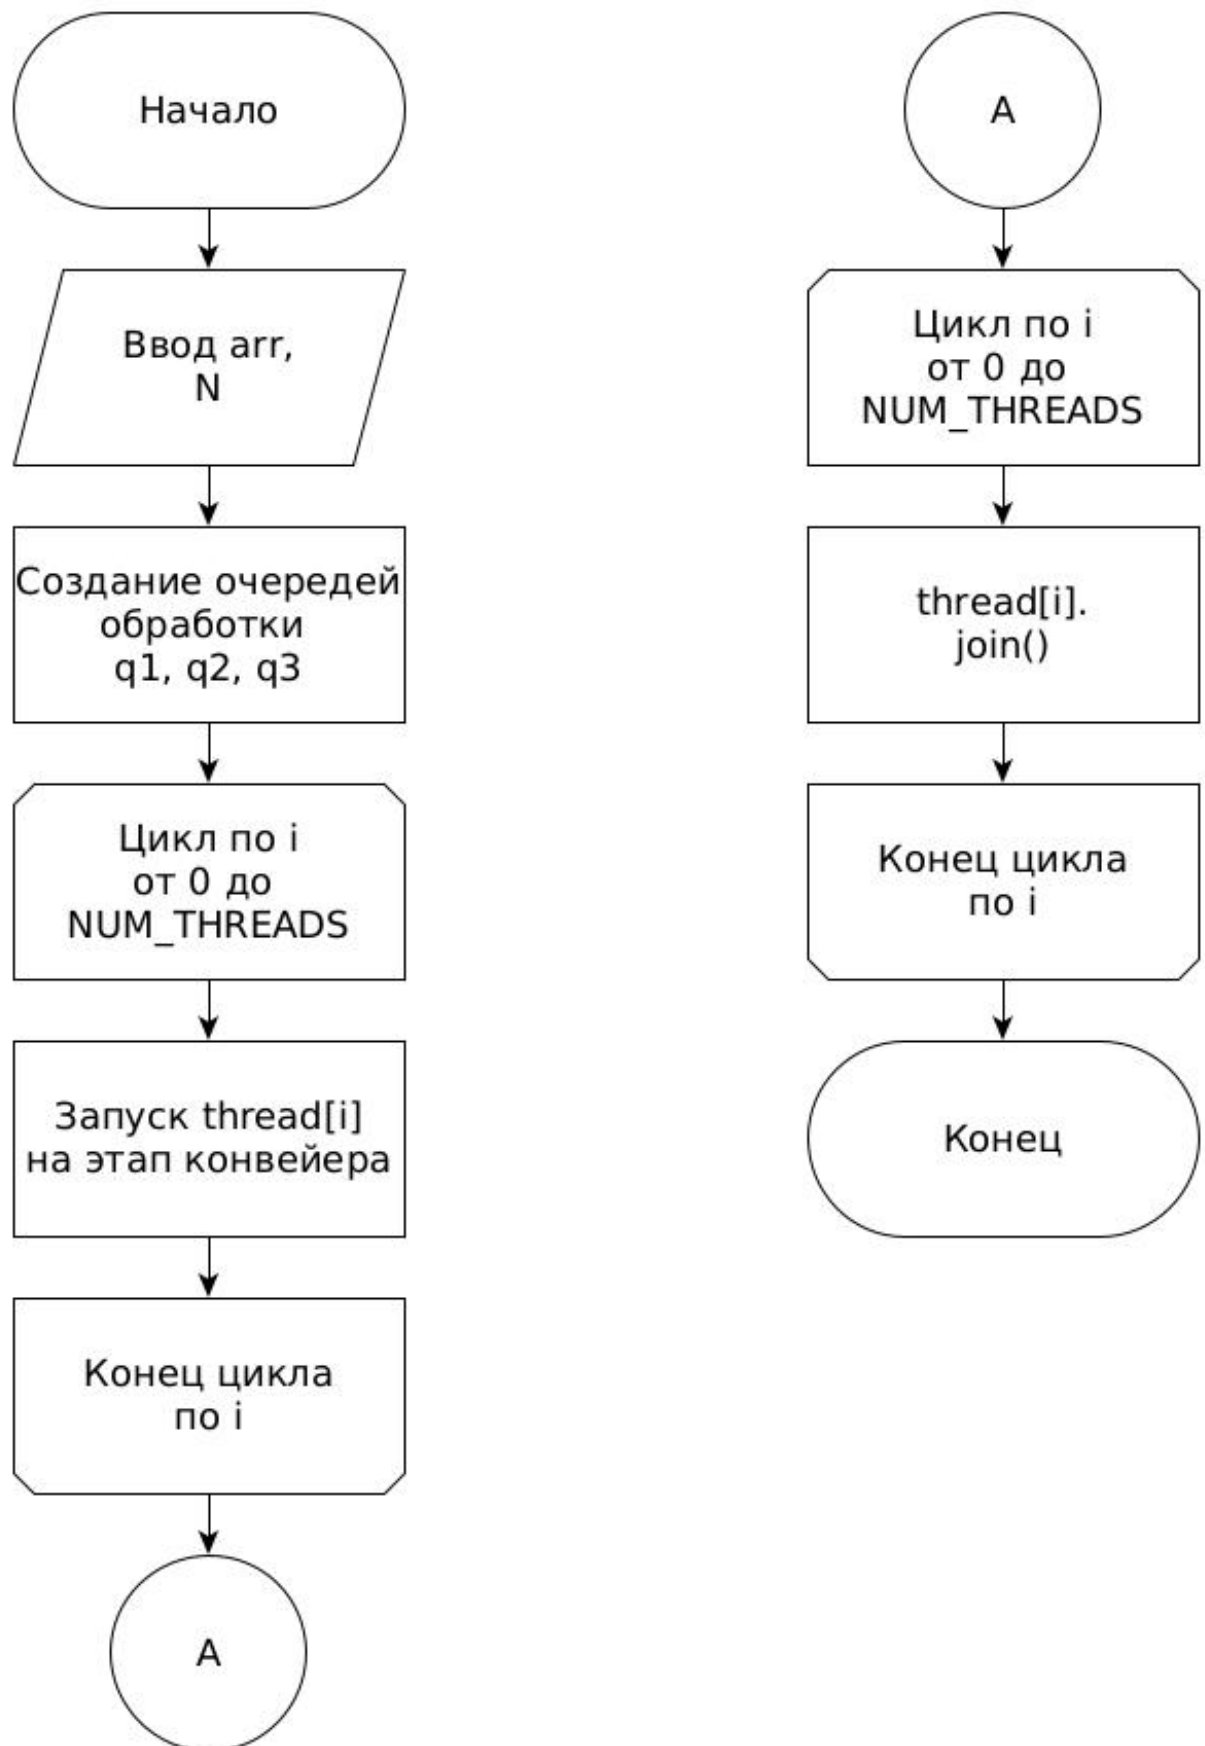 Начало
Ввод arr,
N
Создание очередей
обработки
q1, q2, q3
Цикл по i
от 0 до
NUM_THREADS
Запуск thread[i]
на этап конвейера
Конец цикла
по i
A
A
Цикл по i
от 0 до
NUM_THREADS
thread[i].
join()
Конец цикла
по i
Конец